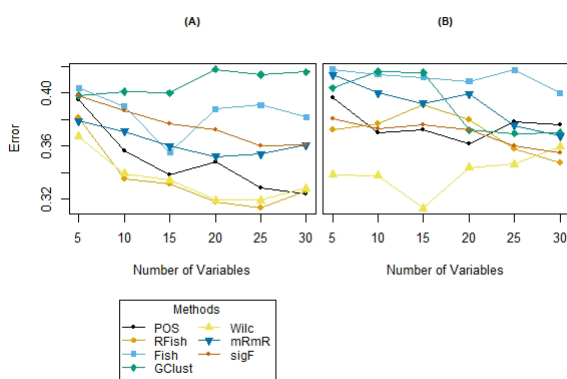 (A)
(B)
Error
0.40
0.36
0.32
5 10 15 20 25 30
5 10 15 20 25 30
Number of Variables
Number of Variables
Methods
POS
RFish
Fish
GClust
Wilc
mRmR
sigF